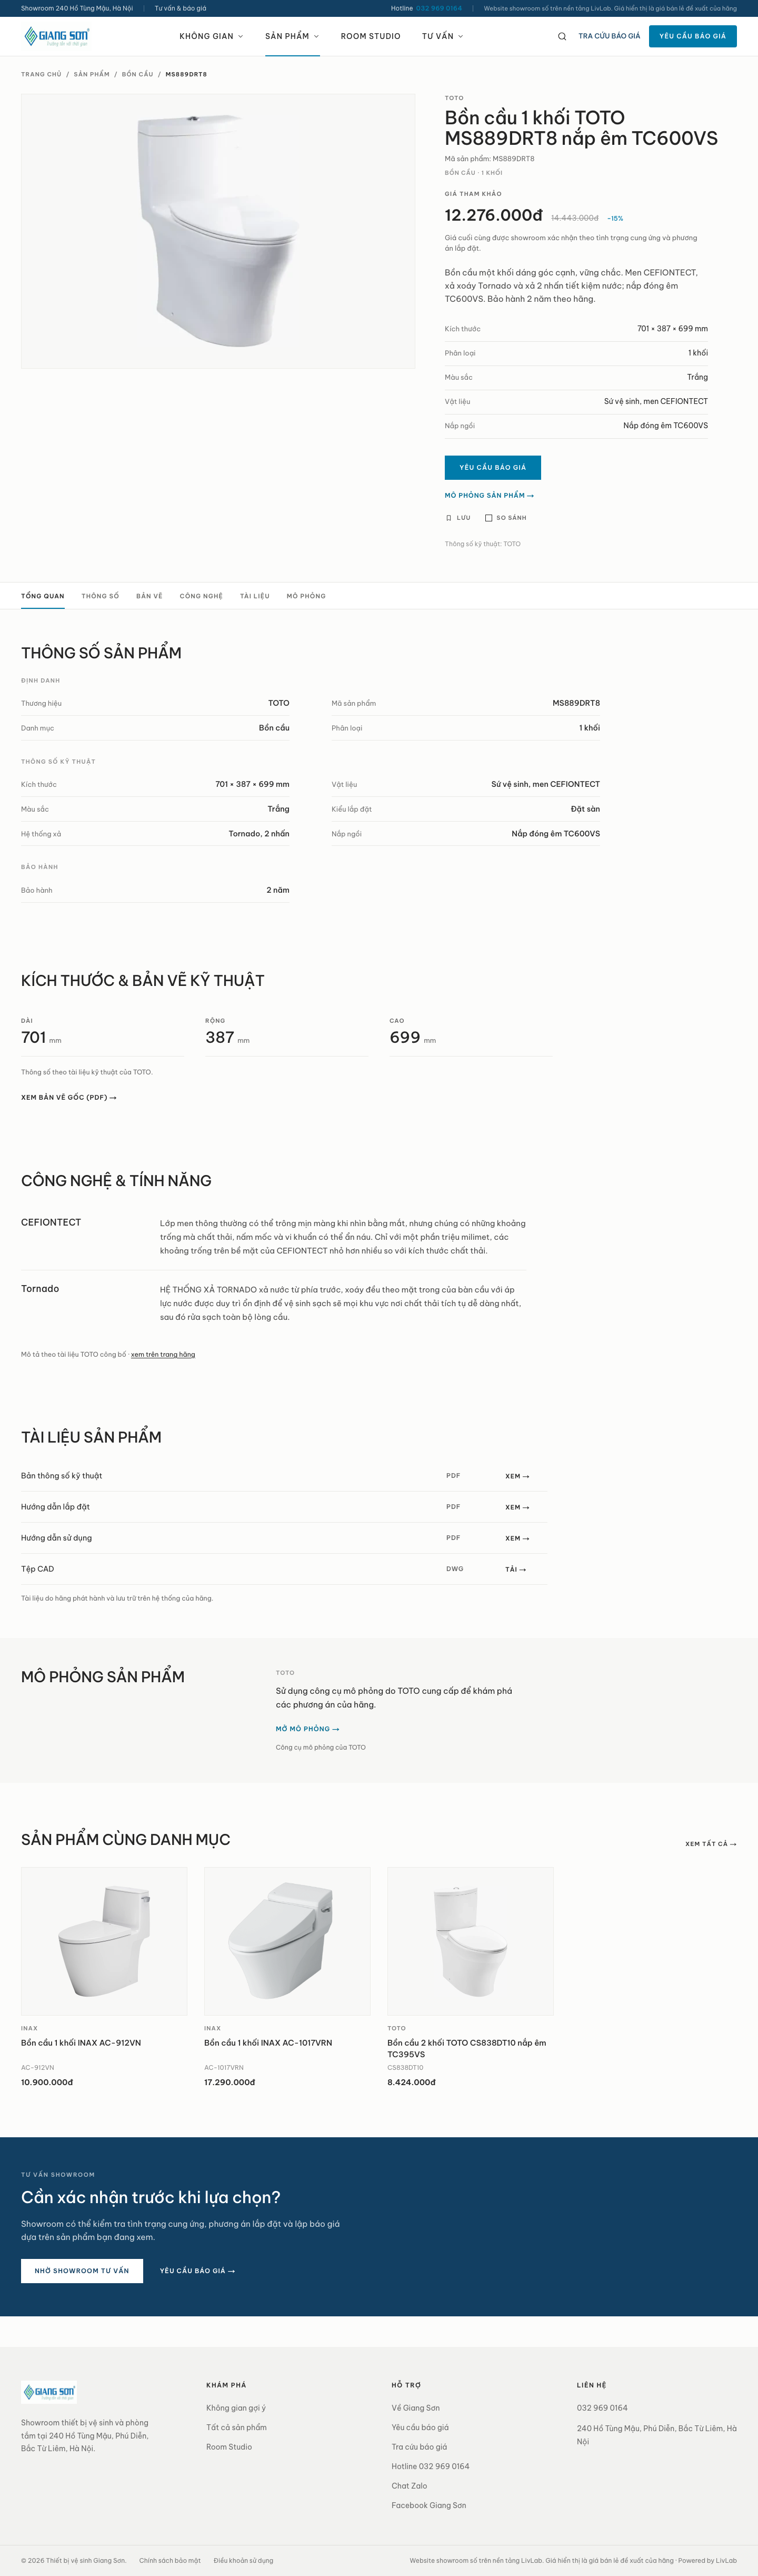 Showroom 240 Hồ Tùng Mậu, Hà Nội | Tư vấn & báo giá
Hotline 032 969 0164 | Website showroom số trên nền tảng LivLab. Giá hiển thị là giá bán lẻ đề xuất của hãng
GIANG SƠN
KHÔNG GIAN
SẢN PHẨM
ROOM STUDIO
TƯ VẤN
TRA CỨU BÁO GIÁ
YÊU CẦU BÁO GIÁ
TRANG CHỦ / SẢN PHẨM / BỒN CẦU / MS889DRT8
TOTO
Bồn cầu 1 khối TOTO
MS889DRT8 nắp êm TC600VS
Mã sản phẩm: MS889DRT8
BỒN CẦU · 1 KHỐI
GIÁ THAM KHẢO
12.276.000đ 14.443.000đ -15%
Giá cuối cùng được showroom xác nhận theo tình trạng cung ứng và phương
án lắp đặt.
Bồn cầu một khối dáng góc cạnh, vững chắc. Men CEFIONTECT,
xả xoáy Tornado và xả 2 nhấn tiết kiệm nước; nắp đóng êm
TC600VS. Bảo hành 2 năm theo hãng.
Kích thước 701 × 387 × 699 mm
Phân loại 1 khối
Màu sắc Trắng
Vật liệu Sứ vệ sinh, men CEFIONTECT
Nắp ngồi Nắp đóng êm TC600VS
YÊU CẦU BÁO GIÁ
MÔ PHỎNG SẢN PHẨM →
LƯU
SO SÁNH
Thông số kỹ thuật: TOTO
TỔNG QUAN
THÔNG SỐ
BẢN VẼ
CÔNG NGHỆ
TÀI LIỆU
MÔ PHỎNG
THÔNG SỐ SẢN PHẨM
ĐỊNH DANH
Thương hiệu TOTO
Mã sản phẩm MS889DRT8
Danh mục Bồn cầu
Phân loại 1 khối
THÔNG SỐ KỸ THUẬT
Kích thước 701 × 387 × 699 mm
Vật liệu Sứ vệ sinh, men CEFIONTECT
Màu sắc Trắng
Kiểu lắp đặt Đặt sàn
Hệ thống xả Tornado, 2 nhấn
Nắp ngồi Nắp đóng êm TC600VS
BẢO HÀNH
Bảo hành 2 năm
KÍCH THƯỚC & BẢN VẼ KỸ THUẬT
DÀI
701 mm
RỘNG
387 mm
CAO
699 mm
Thông số theo tài liệu kỹ thuật của TOTO.
XEM BẢN VẼ GỐC (PDF) →
CÔNG NGHỆ & TÍNH NĂNG
CEFIONTECT
Lớp men thông thường có thể trông mịn màng khi nhìn bằng mắt, nhưng chúng có những khoảng
trống mà chất thải, nấm mốc và vi khuẩn có thể ẩn náu. Chỉ với một phần triệu milimet, các
khoảng trống trên bề mặt của CEFIONTECT nhỏ hơn nhiều so với kích thước chất thải.
Tornado
HỆ THỐNG XẢ TORNADO xả nước từ phía trước, xoáy đều theo mặt trong của bàn cầu với áp
lực nước được duy trì ổn định để vệ sinh sạch sẽ mọi khu vực nơi chất thải tích tụ dễ dàng nhất,
sau đó rửa sạch toàn bộ lòng cầu.
Mô tả theo tài liệu TOTO công bố · xem trên trang hãng
TÀI LIỆU SẢN PHẨM
Bản thông số kỹ thuật PDF XEM →
Hướng dẫn lắp đặt PDF XEM →
Hướng dẫn sử dụng PDF XEM →
Tệp CAD DWG TẢI →
Tài liệu do hãng phát hành và lưu trữ trên hệ thống của hãng.
MÔ PHỎNG SẢN PHẨM
TOTO
Sử dụng công cụ mô phỏng do TOTO cung cấp để khám phá
các phương án của hãng.
MỞ MÔ PHỎNG →
Công cụ mô phỏng của TOTO
SẢN PHẨM CÙNG DANH MỤC
XEM TẤT CẢ →
INAX
Bồn cầu 1 khối INAX AC-912VN
AC-912VN
10.900.000đ
INAX
Bồn cầu 1 khối INAX AC-1017VRN
AC-1017VRN
17.290.000đ
TOTO
Bồn cầu 2 khối TOTO CS838DT10 nắp êm
TC395VS
CS838DT10
8.424.000đ
TƯ VẤN SHOWROOM
Cần xác nhận trước khi lựa chọn?
Showroom có thể kiểm tra tình trạng cung ứng, phương án lắp đặt và lập báo giá
dựa trên sản phẩm bạn đang xem.
NHỜ SHOWROOM TƯ VẤN
YÊU CẦU BÁO GIÁ →
GIANG SƠN
Showroom thiết bị vệ sinh và phòng
tắm tại 240 Hồ Tùng Mậu, Phú Diễn,
Bắc Từ Liêm, Hà Nội.
KHÁM PHÁ
Không gian gợi ý
Tất cả sản phẩm
Room Studio
HỖ TRỢ
Về Giang Sơn
Yêu cầu báo giá
Tra cứu báo giá
Hotline 032 969 0164
Chat Zalo
Facebook Giang Sơn
LIÊN HỆ
032 969 0164
240 Hồ Tùng Mậu, Phú Diễn, Bắc Từ Liêm, Hà
Nội
© 2026 Thiết bị vệ sinh Giang Sơn. Chính sách bảo mật Điều khoản sử dụng
Website showroom số trên nền tảng LivLab. Giá hiển thị là giá bán lẻ đề xuất của hãng · Powered by LivLab